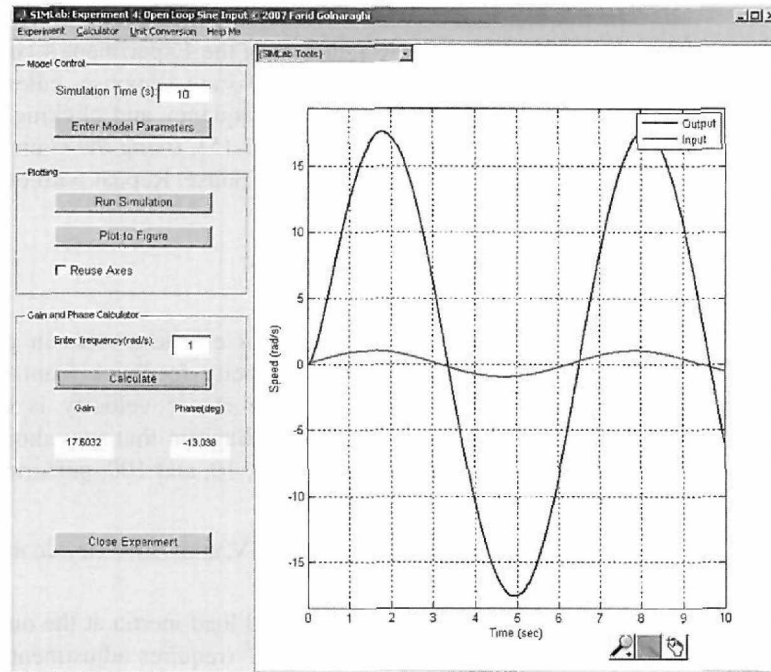 SIMLab: Experiment 4: Open Loop Sine Input © 2007 Farid Golnaraghi
Experiment Calculator Unit Conversion Help Me
Model Control
Simulation Time (s): 10
Enter Model Parameters
Plotting
Run Simulation
Plot to Figure
Reuse Axes
Gain and Phase Calculator
Enter frequency(rad/s): 1
Calculate
Gain Phase(deg)
17.6032 -13.038
Close Experiment
(SIMLab Tools)
Output
Input
15
10
5
0
-5
-10
-15
Speed (rad/s)
0 1 2 3 4 5 6 7 8 9 10
Time (sec)